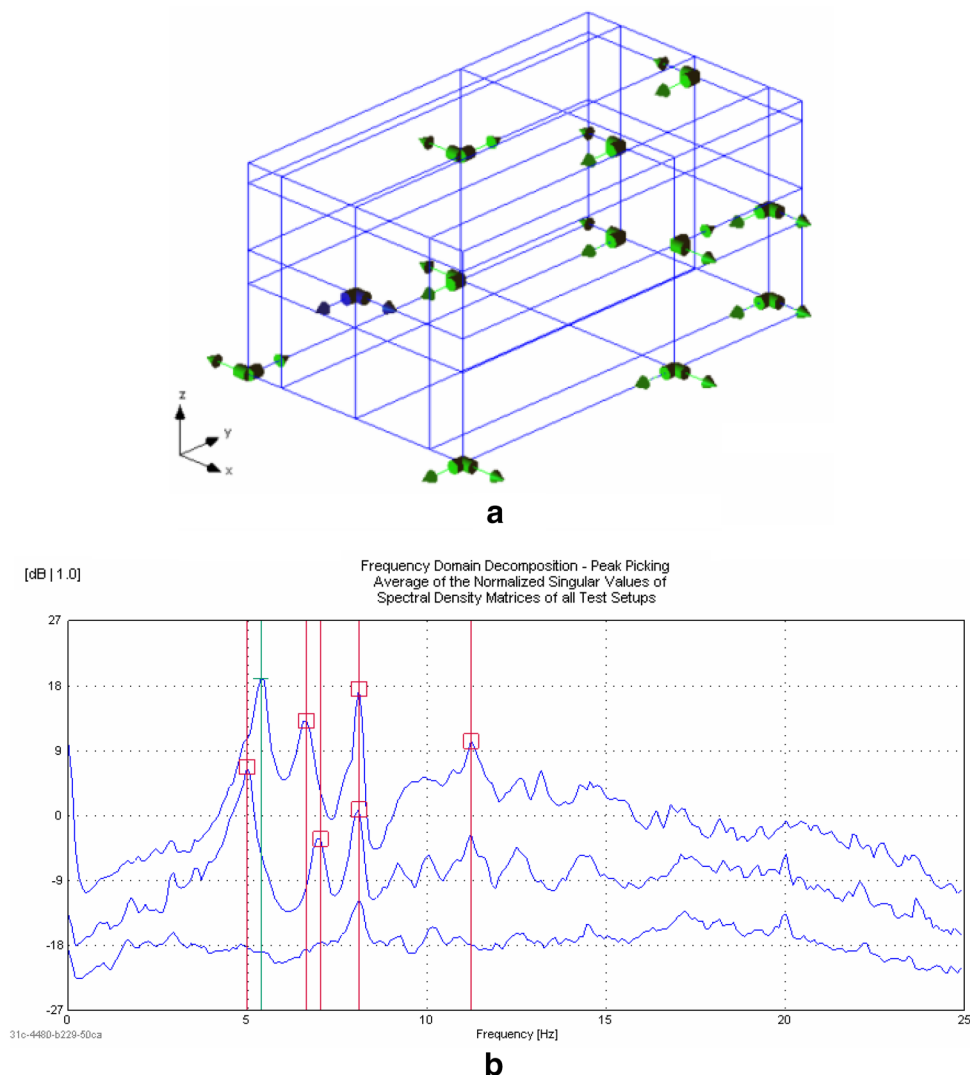 z
y
x
a
Frequency Domain Decomposition - Peak Picking
[dB | 1.0]
Average of the Normalized Singular Values of
Spectral Density Matrices of all Test Setups
27
18
9
0
-9
-18
-27
0
5
10
15
20
25
Frequency [Hz]
31c-4480-b229-50ca
b